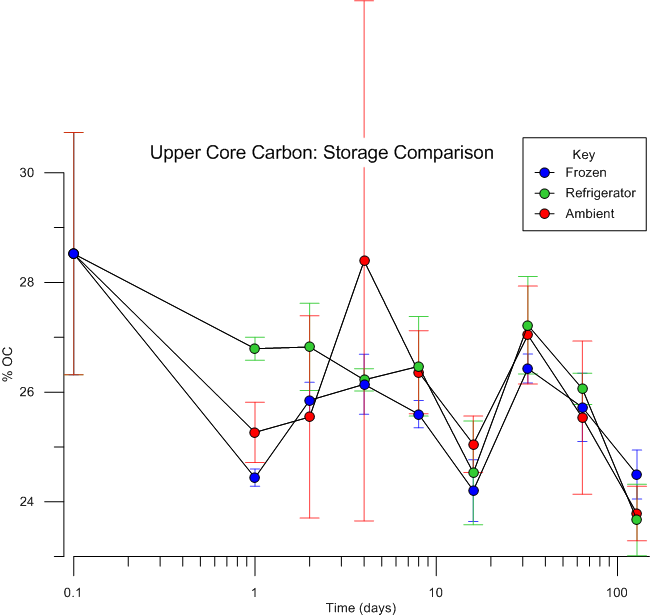 Upper Core Carbon: Storage Comparison
Key
Frozen
Refrigerator
Ambient
30
28
26
24
% OC
0.1
1
10
100
Time (days)